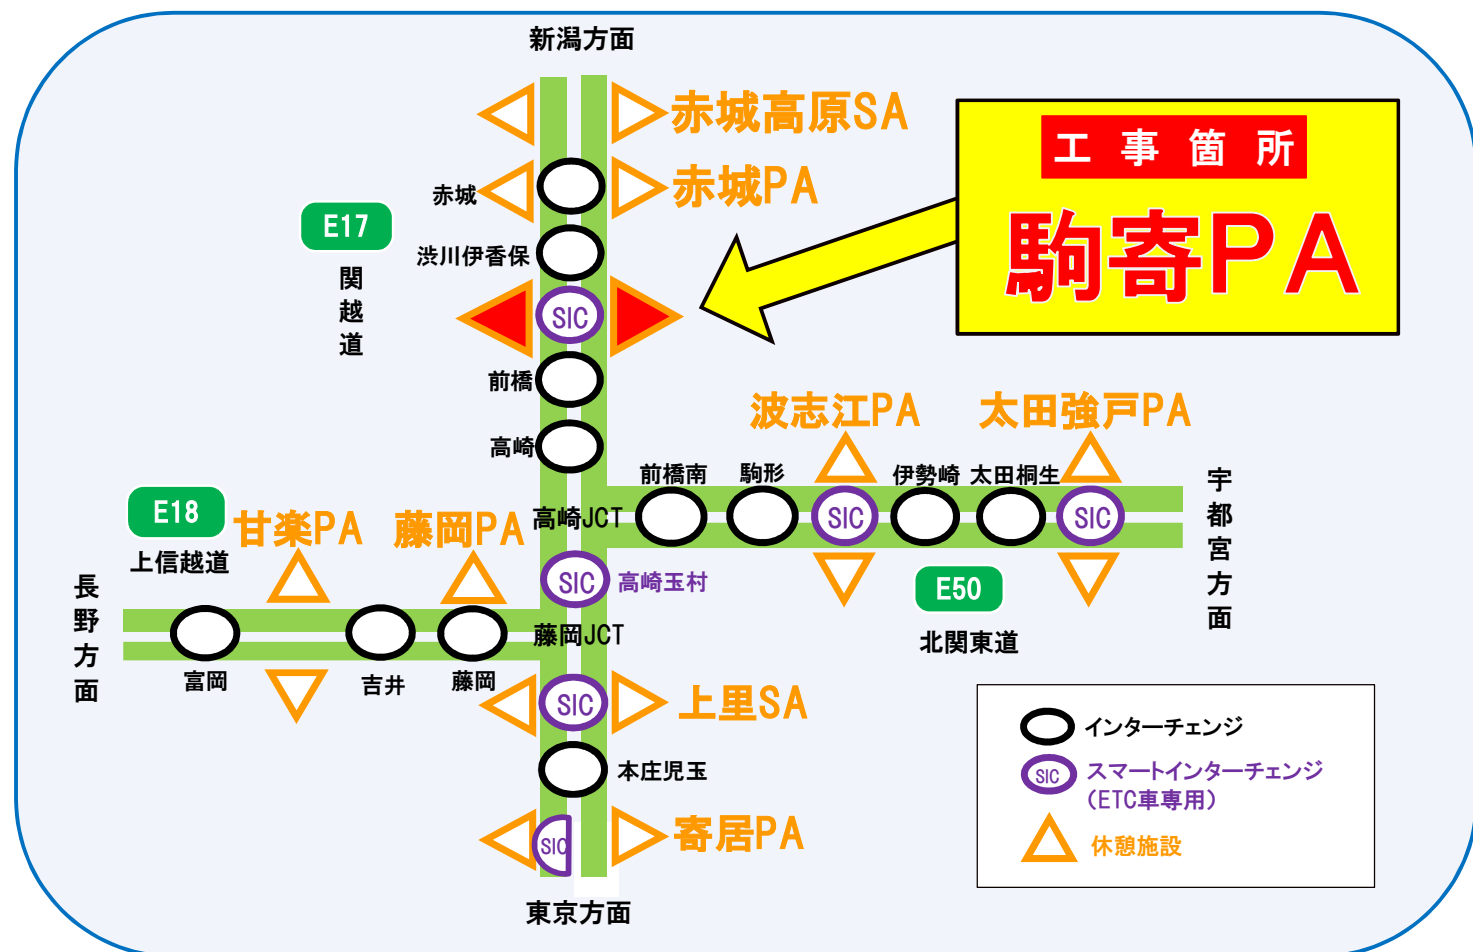 新潟方面
赤城高原SA
工事箇所
駒寄PA
赤城
赤城PA
E17
関越道
渋川伊香保
SIC
前橋
高崎
波志江PA
太田強戸PA
前橋南
駒形
伊勢崎
太田桐生
宇都宮方面
E18
上信越道
甘楽PA
藤岡PA
高崎JCT
SIC
SIC
SIC
高崎玉村
E50
北関東道
長野方面
藤岡JCT
富岡
吉井
藤岡
SIC
上里SA
本庄児玉
SIC
寄居PA
東京方面
インターチェンジ
SIC
スマートインターチェンジ
(ETC車専用)
休憩施設